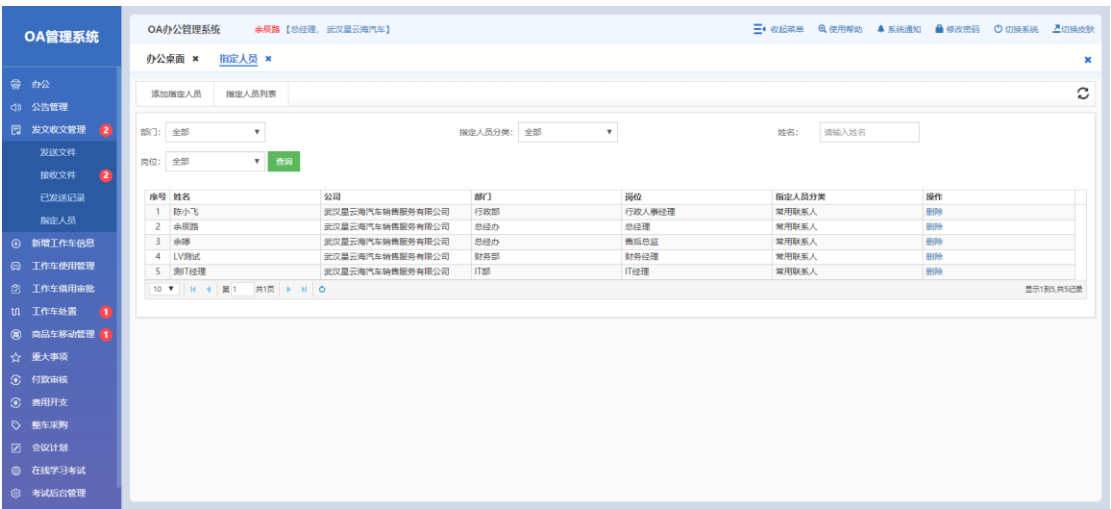 OA管理系统
办公
公告管理
发文收文管理 2
发送文件
接收文件 2
已发送记录
指定人员
新增工作车信息
工作车使用管理
工作车借用审批
工作车处置 1
商品车移动管理 1
重大事项
付款审核
费用开支
整车采购
会议计划
在线学习考试
考试后台管理
OA办公管理系统 余辰路【总经理, 武汉星云海汽车】 收起菜单 使用帮助 系统通知 修改密码 切换系统 切换皮肤
办公桌面 × 指定人员 × ×
添加指定人员 指定人员列表
部门: 全部 指定人员分类: 全部 姓名: 请输入姓名
岗位: 全部 查询
序号 姓名 公司 部门 岗位 指定人员分类 操作
1 陈小飞 武汉星云海汽车销售服务有限公司 行政部 行政人事经理 常用联系人 删除
2 余辰路 武汉星云海汽车销售服务有限公司 总经办 总经理 常用联系人 删除
3 余婷 武汉星云海汽车销售服务有限公司 总经办 售后总监 常用联系人 删除
4 LV测试 武汉星云海汽车销售服务有限公司 财务部 财务经理 常用联系人 删除
5 测IT经理 武汉星云海汽车销售服务有限公司 IT部 IT经理 常用联系人 删除
10 第 1 共1页 显示1到5,共5记录